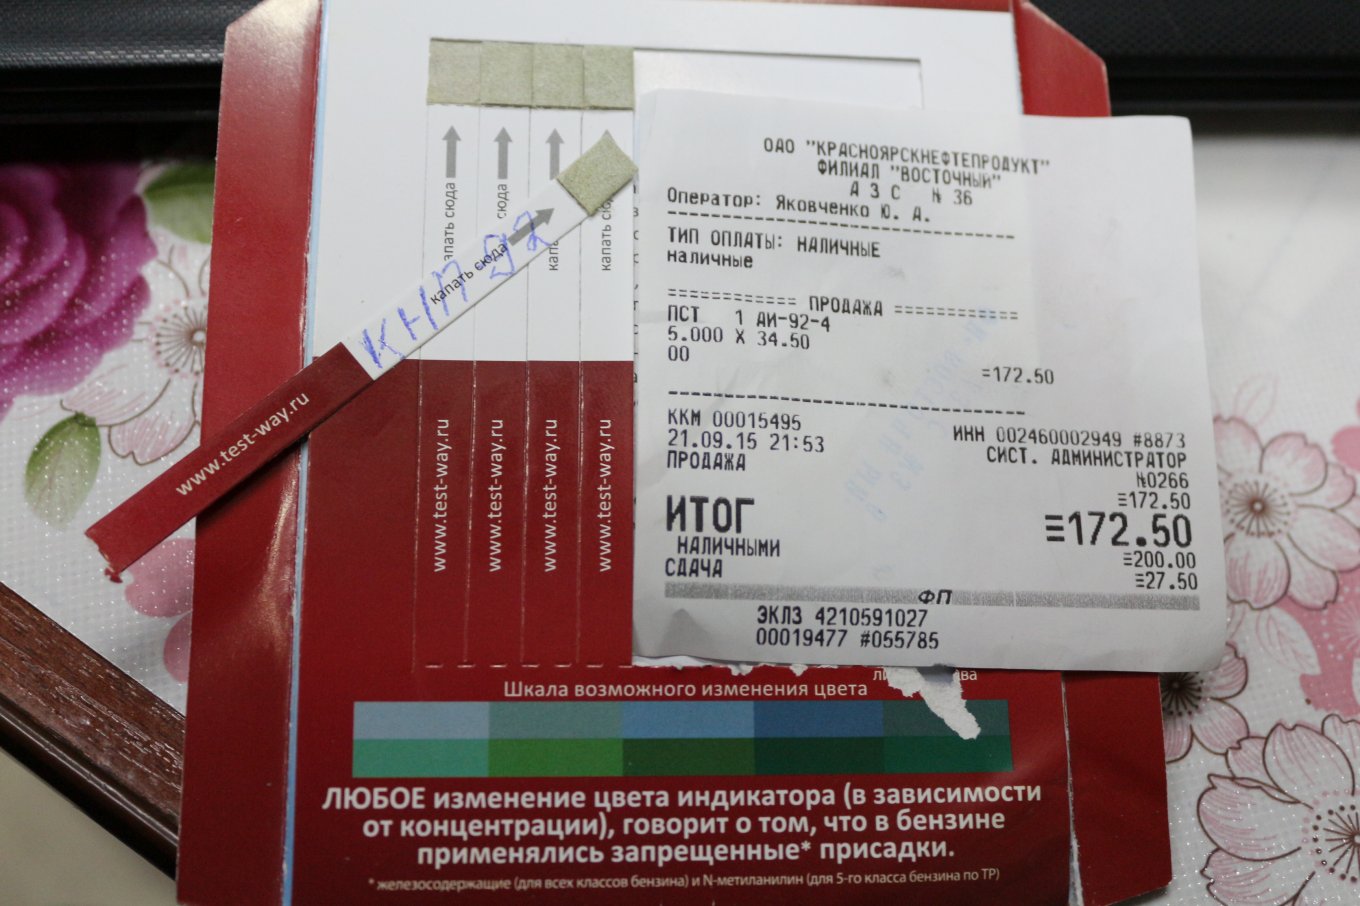 капать сюда
капать сюда
капать сюда
капать сюда
капать сюда
КНП-92
www.test-way.ru
www.test-way.ru
www.test-way.ru
www.test-way.ru
www.test-way.ru
ОАО "КРАСНОЯРСКНЕФТЕПРОДУКТ"
ФИЛИАЛ "ВОСТОЧНЫЙ"
А З С N 36
Оператор: Яковченко Ю. А.
ТИП ОПЛАТЫ: НАЛИЧНЫЕ
наличные
============ ПРОДАЖА ============
ПСТ 1 АИ-92-4
5.000 X 34.50
00
≡172.50
ККМ 00015495 ИНН 002460002949 #8873
21.09.15 21:53 СИСТ. АДМИНИСТРАТОР
ПРОДАЖА №0266
≡172.50
ИТОГ ≡172.50
НАЛИЧНЫМИ ≡200.00
СДАЧА ≡27.50
ФП
ЭКЛЗ 4210591027
00019477 #055785
Шкала возможного изменения цвета
ЛЮБОЕ изменение цвета индикатора (в зависимости
от концентрации), говорит о том, что в бензине
применялись запрещенные* присадки.
* железосодержащие (для всех классов бензина) и N-метиланилин (для 5-го класса бензина по ТР)